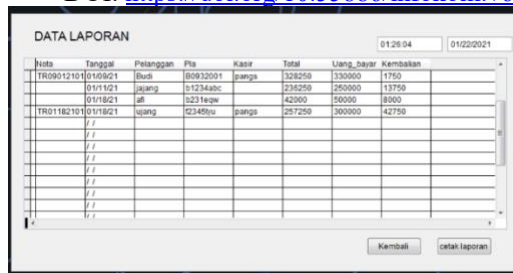 DATA LAPORAN
01:26:04 01/22/2021
Nota Tanggal Pelanggan Pla Kasir Total Uang_bayar Kembalian
TR09012101 01/09/21 Budi B0932001 pangs 328250 330000 1750
01/11/21 jajang b1234abc 236250 250000 13750
01/18/21 afi b231eqw 42000 50000 8000
TR01182101 01/18/21 ujang f2345tyu pangs 257250 300000 42750
/ /
/ /
/ /
/ /
/ /
/ /
/ /
Kembali cetak laporan